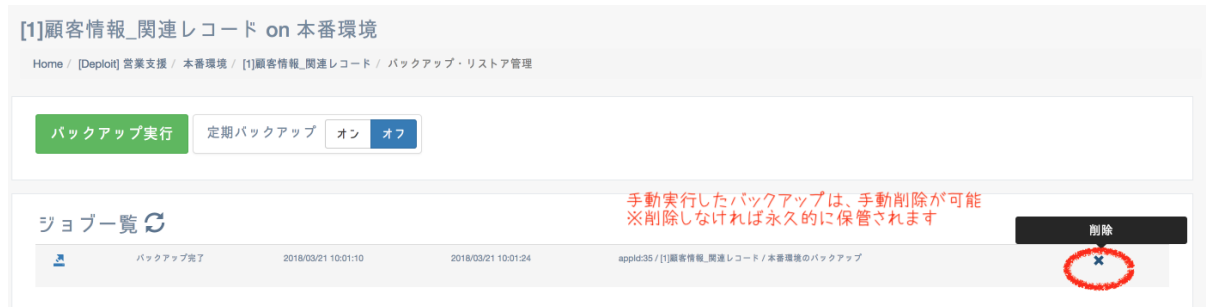 [1]顧客情報_関連レコード on 本番環境
Home / [Deploit] 営業支援 / 本番環境 / [1]顧客情報_関連レコード / バックアップ・リストア管理
バックアップ実行 定期バックアップ オン オフ
手動実行したバックアップは、手動削除が可能
※削除しなければ永久的に保管されます
ジョブ一覧
削除
バックアップ完了 2018/03/21 10:01:10 2018/03/21 10:01:24 appId:35 / [1]顧客情報_関連レコード / 本番環境のバックアップ